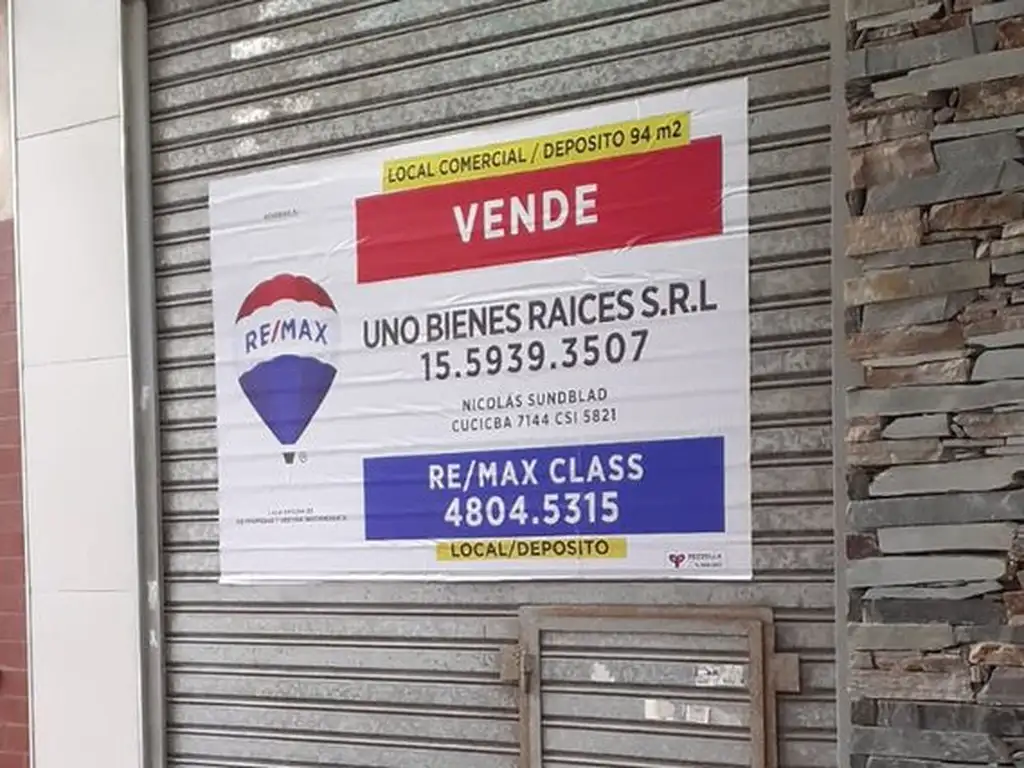 LOCAL COMERCIAL / DEPOSITO 94 m2
VENDE
RE/MAX
®
UNO BIENES RAICES S.R.L
15.5939.3507
NICOLÁS SUNDBLAD
CUCICBA 7144 CSI 5821
RE/MAX CLASS
4804.5315
LOCAL/DEPOSITO